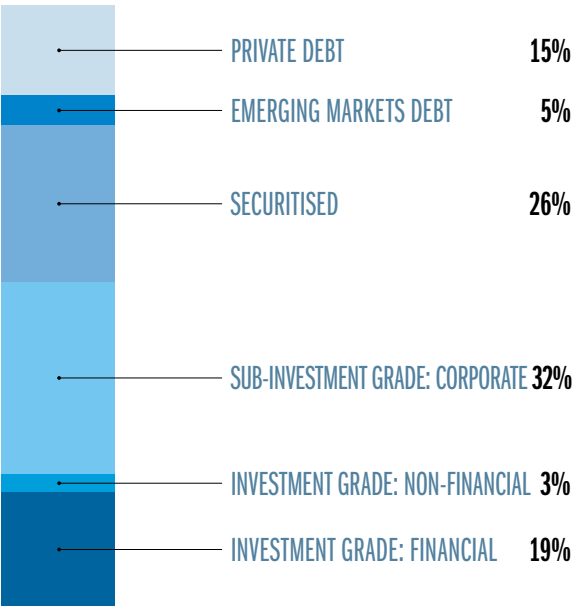 PRIVATE DEBT 15%
EMERGING MARKETS DEBT 5%
SECURITISED 26%
SUB-INVESTMENT GRADE: CORPORATE 32%
INVESTMENT GRADE: NON-FINANCIAL 3%
INVESTMENT GRADE: FINANCIAL 19%